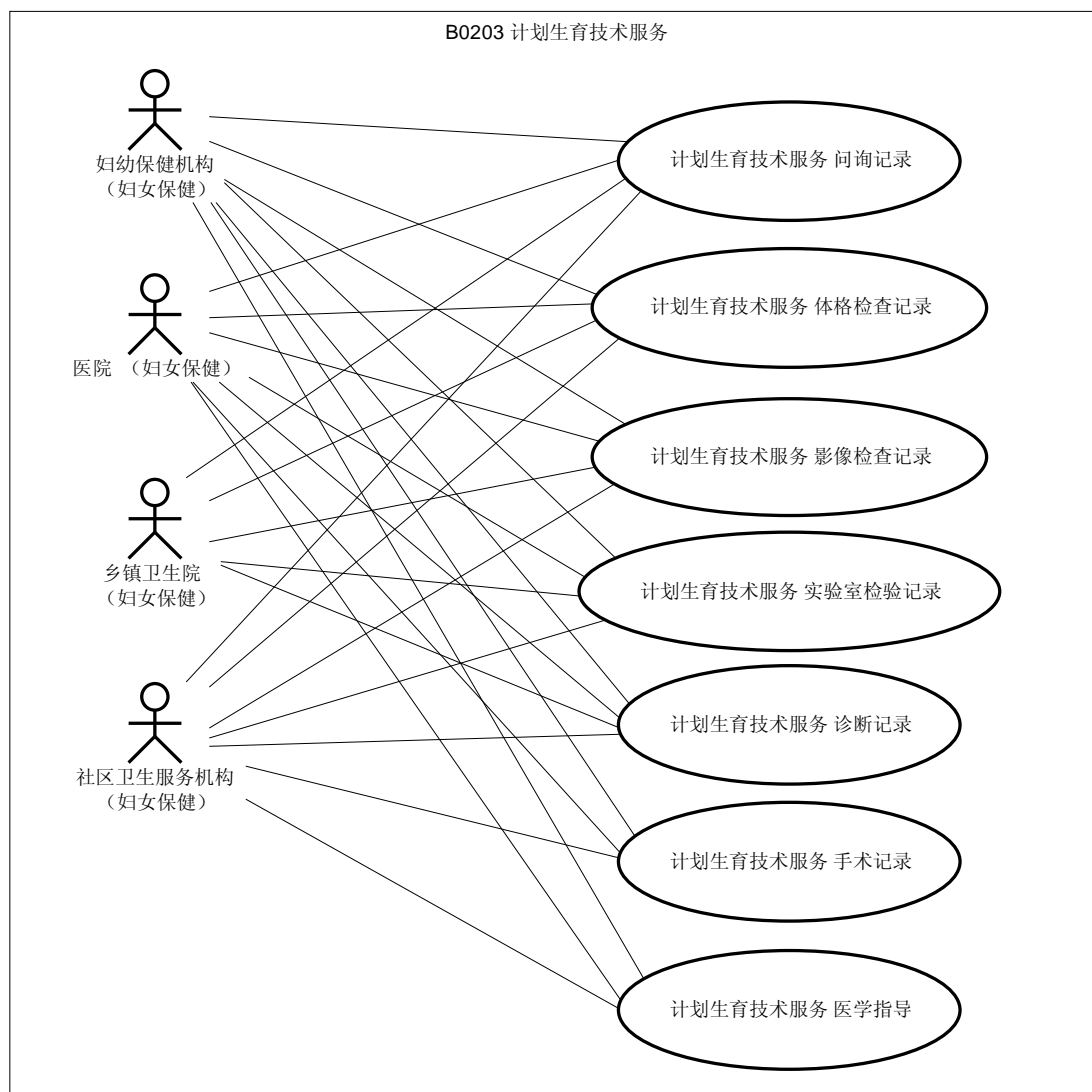 B0203 计划生育技术服务
妇幼保健机构
（妇女保健）
医院 （妇女保健）
乡镇卫生院
（妇女保健）
社区卫生服务机构
（妇女保健）
计划生育技术服务 问询记录
计划生育技术服务 体格检查记录
计划生育技术服务 影像检查记录
计划生育技术服务 实验室检验记录
计划生育技术服务 诊断记录
计划生育技术服务 手术记录
计划生育技术服务 医学指导